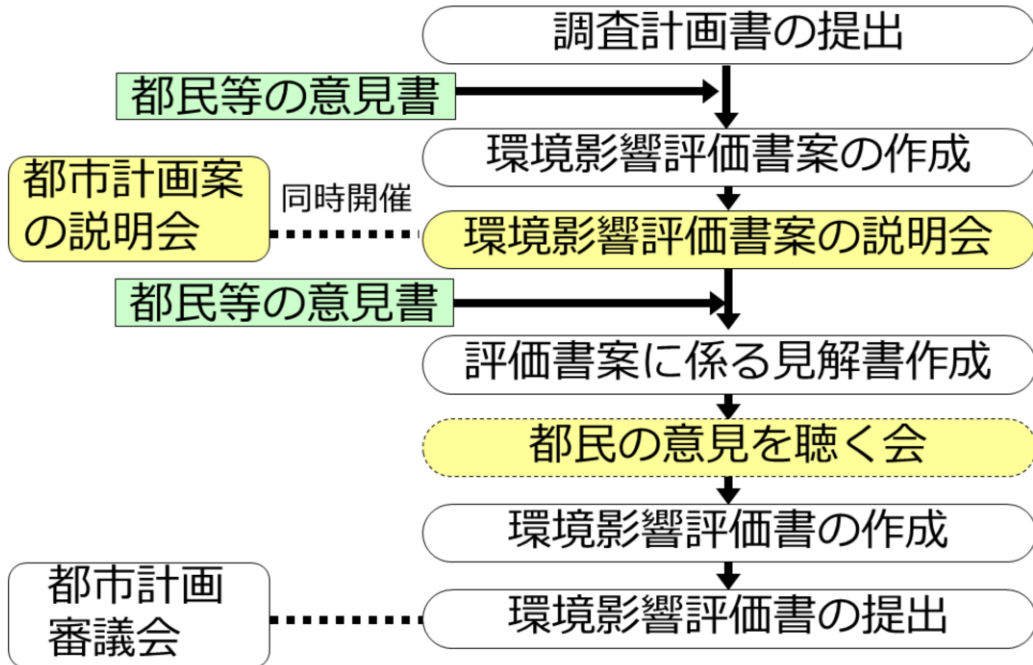 調査計画書の提出
都民等の意見書
環境影響評価書案の作成
都市計画案
の説明会
同時開催
環境影響評価書案の説明会
都民等の意見書
評価書案に係る見解書作成
都民の意見を聴く会
環境影響評価書の作成
都市計画
審議会
環境影響評価書の提出